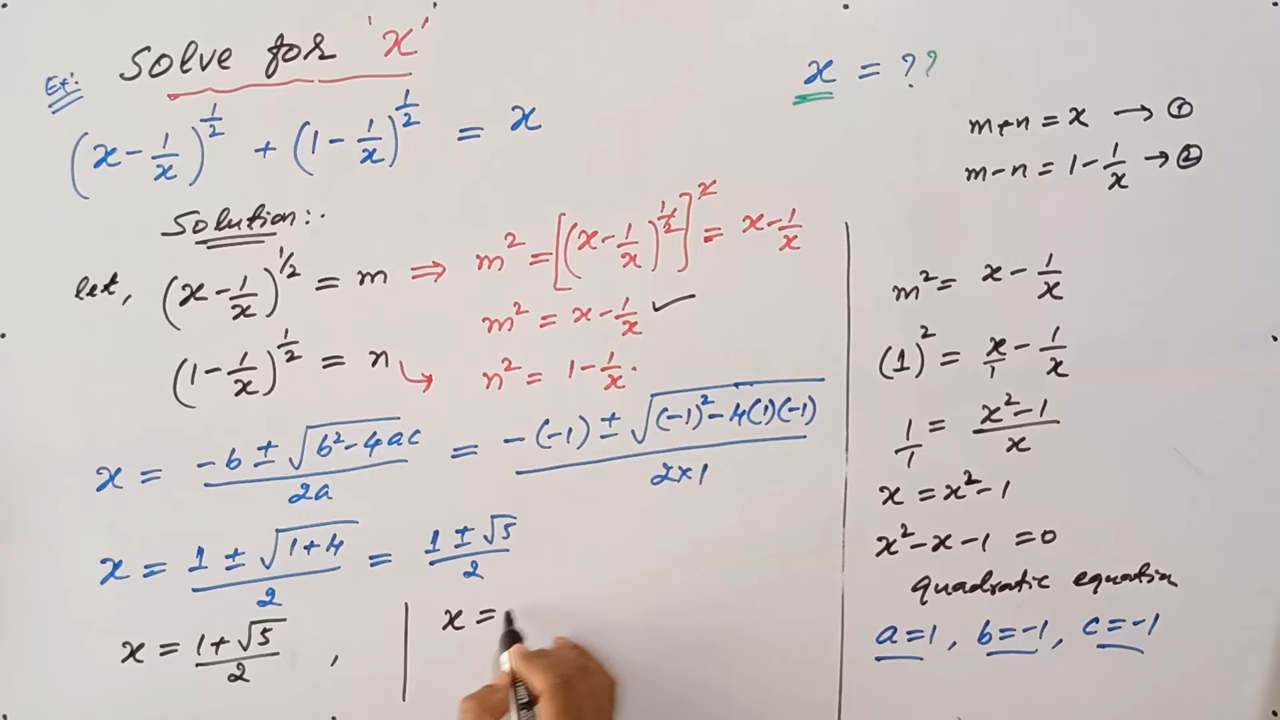 Ex:
Solve for 'x'
(x - 1/x)^1/2 + (1 - 1/x)^1/2 = x
x = ??
m+n = x → ①
m-n = 1 - 1/x → ②
Solution:.
let, (x - 1/x)^1/2 = m ⇒ m² = [(x - 1/x)^1/2]² = x - 1/x
m² = x - 1/x ✓
(1 - 1/x)^1/2 = n ↘ n² = 1 - 1/x.
x = (-b ± √(b² - 4ac))/2a = (-(-1) ± √((-1)² - 4(1)(-1)))/2×1
x = (1 ± √(1+4))/2 = (1 ± √5)/2
x = (1 + √5)/2 ,
x =
m² = x - 1/x
(1)² = x/1 - 1/x
1/1 = (x² - 1)/x
x = x² - 1
x² - x - 1 = 0
quadratic equation
a = 1, b = -1, c = -1